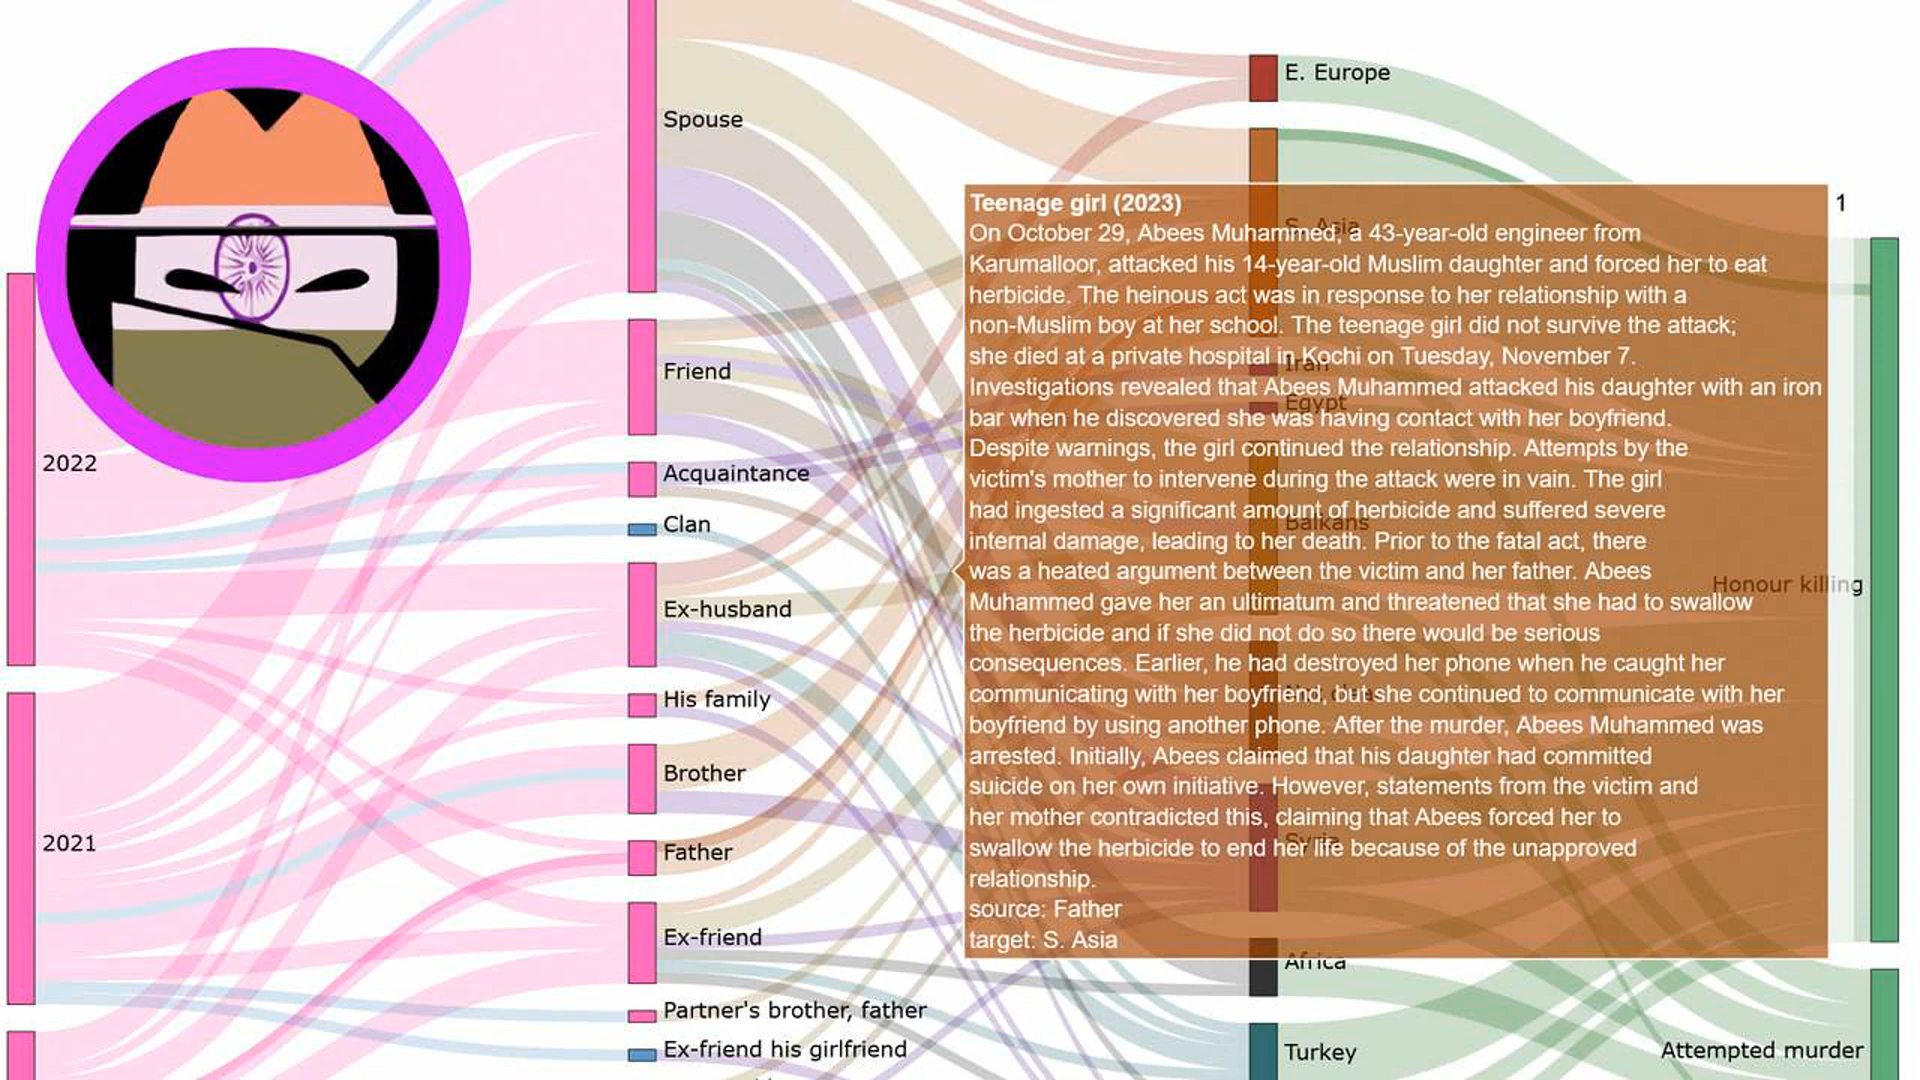 2022
2021
Spouse
Friend
Acquaintance
Clan
Ex-husband
His family
Brother
Father
Ex-friend
Partner's brother, father
Ex-friend his girlfriend
E. Europe
S. Asia
Iran
Egypt
Balkans
Syria
Africa
Turkey
Teenage girl (2023)
On October 29, Abees Muhammed, a 43-year-old engineer from
Karumalloor, attacked his 14-year-old Muslim daughter and forced her to eat
herbicide. The heinous act was in response to her relationship with a
non-Muslim boy at her school. The teenage girl did not survive the attack;
she died at a private hospital in Kochi on Tuesday, November 7.
Investigations revealed that Abees Muhammed attacked his daughter with an iron
bar when he discovered she was having contact with her boyfriend.
Despite warnings, the girl continued the relationship. Attempts by the
victim's mother to intervene during the attack were in vain. The girl
had ingested a significant amount of herbicide and suffered severe
internal damage, leading to her death. Prior to the fatal act, there
was a heated argument between the victim and her father. Abees
Muhammed gave her an ultimatum and threatened that she had to swallow
the herbicide and if she did not do so there would be serious
consequences. Earlier, he had destroyed her phone when he caught her
communicating with her boyfriend, but she continued to communicate with her
boyfriend by using another phone. After the murder, Abees Muhammed was
arrested. Initially, Abees claimed that his daughter had committed
suicide on her own initiative. However, statements from the victim and
her mother contradicted this, claiming that Abees forced her to
swallow the herbicide to end her life because of the unapproved
relationship.
source: Father
target: S. Asia
1
Honour killing
Attempted murder